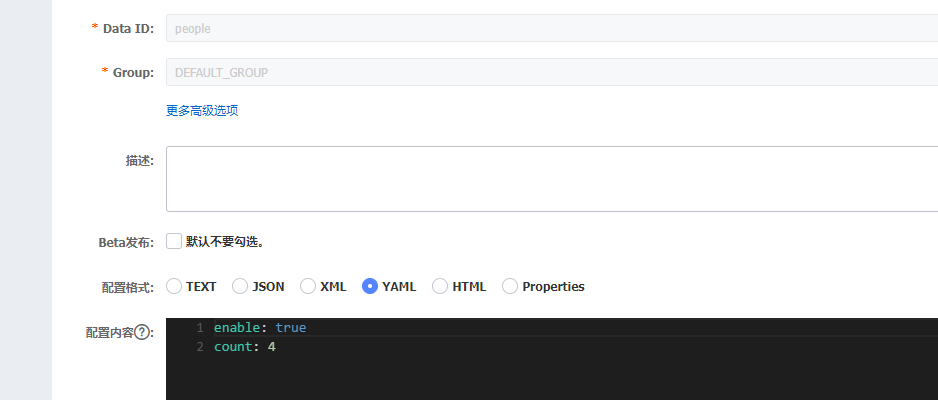 * Data ID: people
* Group: DEFAULT_GROUP
更多高级选项
描述:
Beta发布: 默认不要勾选。
配置格式: TEXT JSON XML YAML HTML Properties
配置内容?: 1 enable: true
2 count: 4